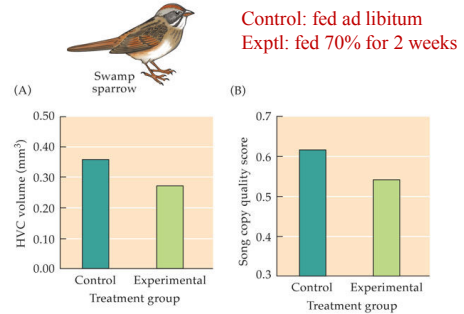 Control: fed ad libitum
Exptl: fed 70% for 2 weeks
Swamp
sparrow
(A)
0.50
0.40
0.30
0.20
0.10
0.00
HVC volume (mm³)
Control Experimental
Treatment group
(B)
0.7
0.6
0.5
0.4
0.3
Song copy quality score
Control Experimental
Treatment group